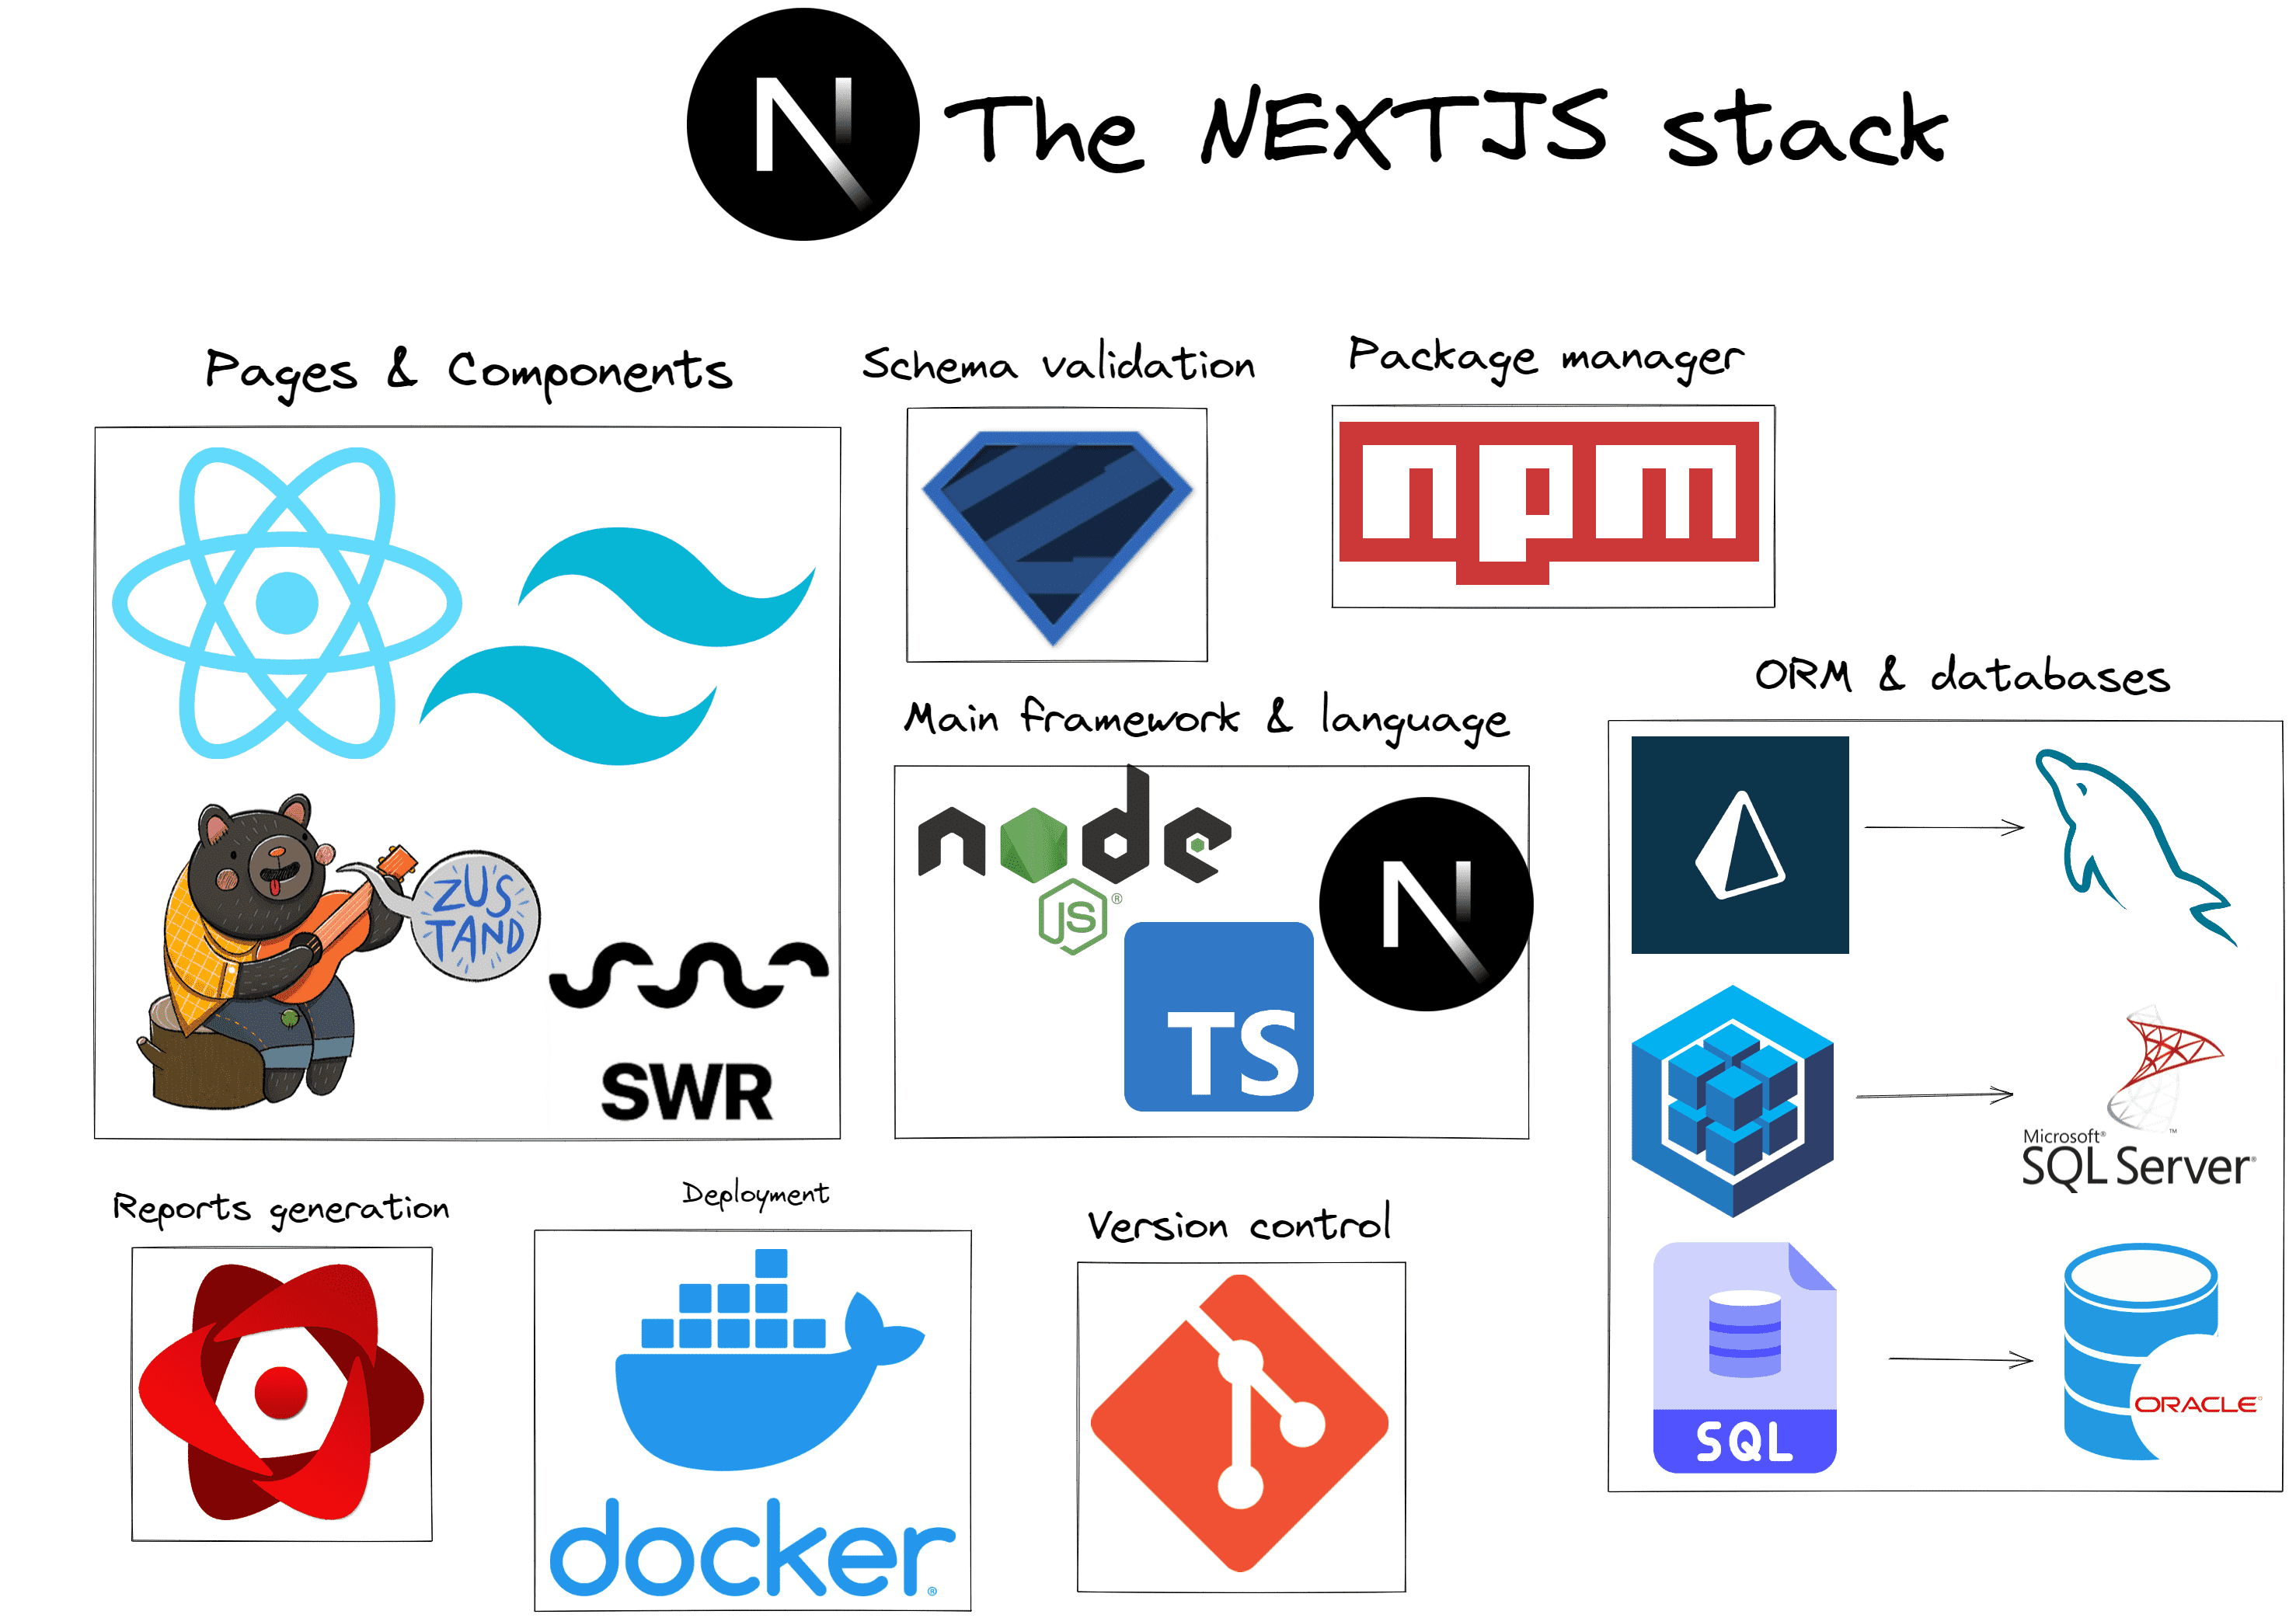 The NEXTJS stack
Pages & Components
Schema validation
Package manager
npm
ORM & databases
Main framework & language
node
JS®
N
TS
ZUS
TAND
SWR
Microsoft®
SQL Server®
Reports generation
Deployment
Version control
docker®
SQL
ORACLE